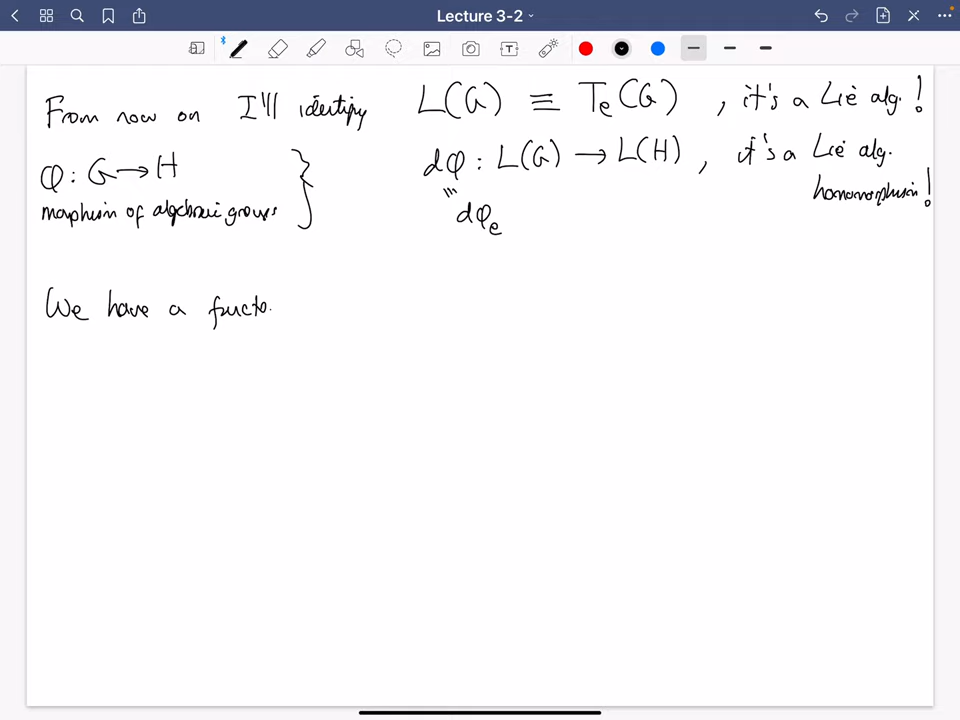 Lecture 3-2
From now on I'll identify L(G) ≡ Te(G) , it's a Lie alg. !
φ : G → H } dφ : L(G) → L(H) , it's a Lie alg. homomorphism !
morphism of algebraic groups dφe
We have a fucto